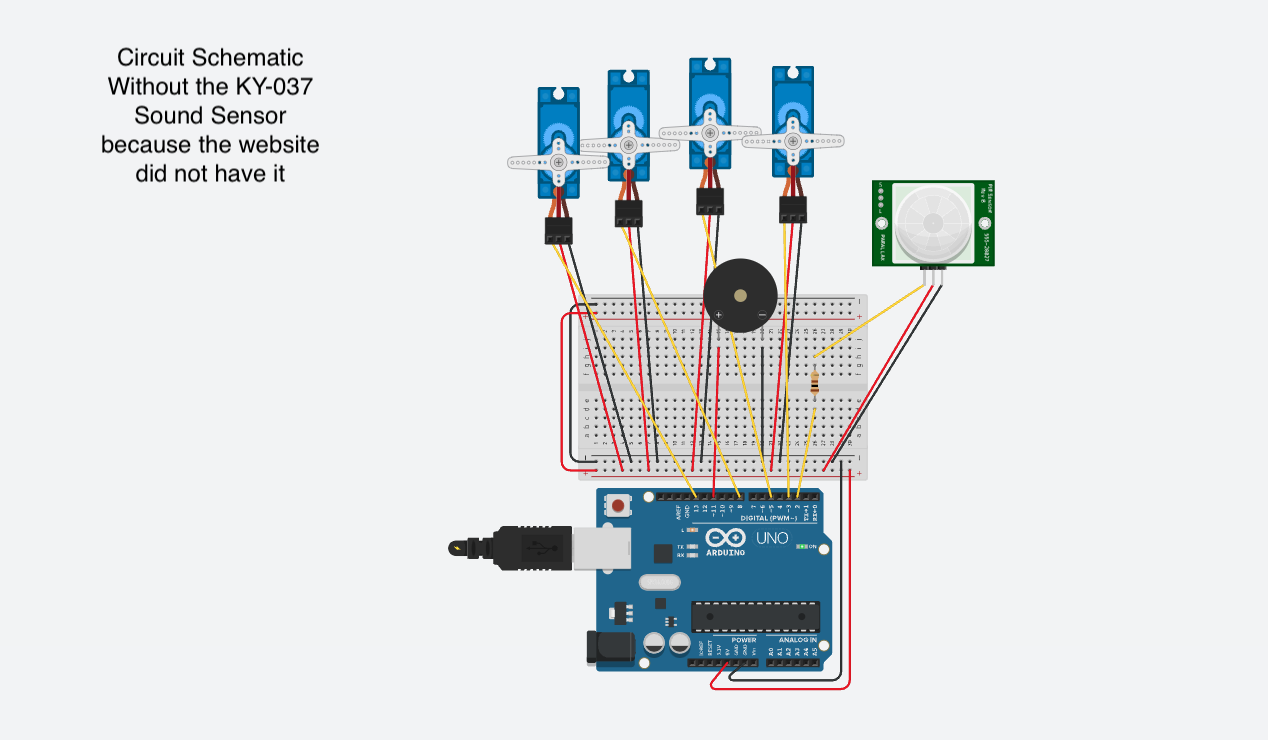 Circuit Schematic
Without the KY-037
Sound Sensor
because the website
did not have it
PIR Sensor
Rev B
555-28027
PARALLAX
AREF
GND
13
12
~11
~10
~9
8
7
~6
~5
4
~3
2
TX→1
RX←0
DIGITAL (PWM~)
L
TX
RX
UNO
ARDUINO
ON
POWER
ANALOG IN
IOREF
RESET
3.3V
5V
GND
GND
Vin
A0
A1
A2
A3
A4
A5